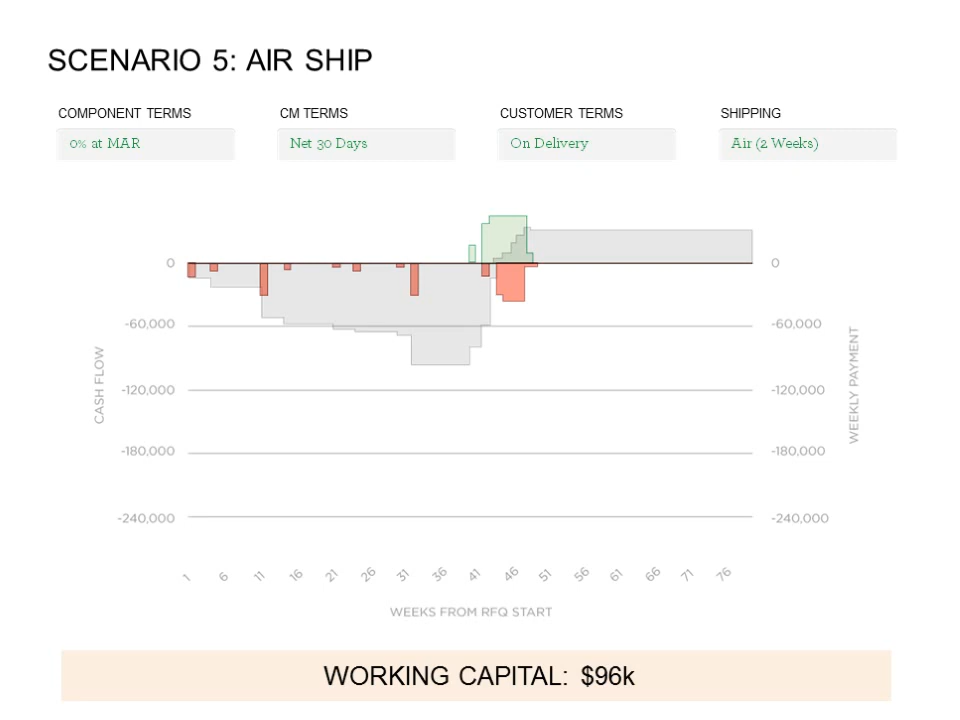 SCENARIO 5: AIR SHIP
COMPONENT TERMS
0% at MAR
CM TERMS
Net 30 Days
CUSTOMER TERMS
On Delivery
SHIPPING
Air (2 Weeks)
0
-60,000
-120,000
-180,000
-240,000
CASH FLOW
0
-60,000
-120,000
-180,000
-240,000
WEEKLY PAYMENT
1 6 11 16 21 26 31 36 41 46 51 56 61 66 71 76
WEEKS FROM RFQ START
WORKING CAPITAL: $96k